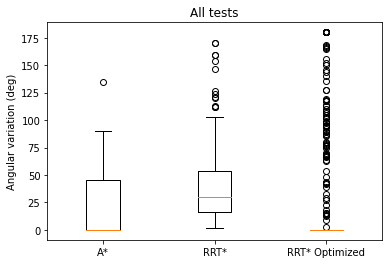 All tests
Angular variation (deg)
175
150
125
100
75
50
25
0
A*
RRT*
RRT* Optimized